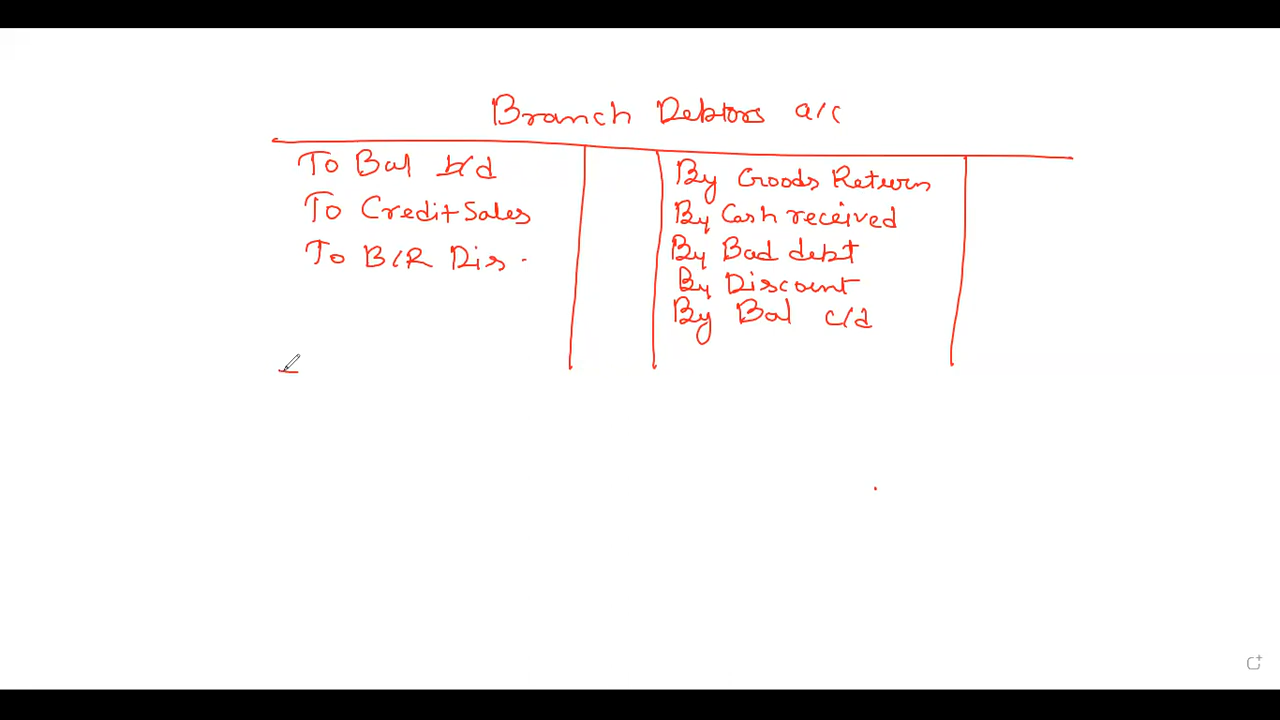 Branch Debtors a/c
To Bal b/d
To Credit Sales
To B/R Dis.
By Goods Return
By Cash received
By Bad debt
By Discount
By Bal c/d